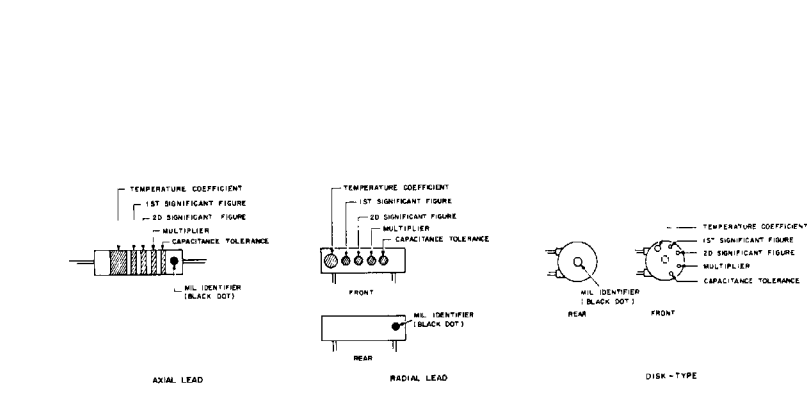 TEMPERATURE COEFFICIENT
1ST SIGNIFICANT FIGURE
2D SIGNIFICANT FIGURE
MULTIPLIER
CAPACITANCE TOLERANCE
MIL IDENTIFIER
(BLACK DOT)
AXIAL LEAD
TEMPERATURE COEFFICIENT
1ST SIGNIFICANT FIGURE
2D SIGNIFICANT FIGURE
MULTIPLIER
CAPACITANCE TOLERANCE
FRONT
MIL IDENTIFIER
(BLACK DOT)
REAR
RADIAL LEAD
TEMPERATURE COEFFICIENT
1ST SIGNIFICANT FIGURE
2D SIGNIFICANT FIGURE
MULTIPLIER
CAPACITANCE TOLERANCE
MIL IDENTIFIER
(BLACK DOT)
REAR
FRONT
DISK-TYPE